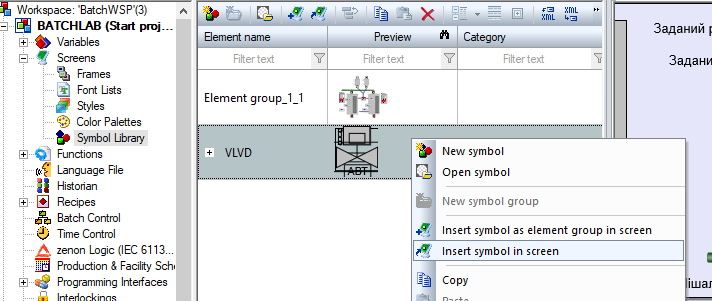 Workspace: 'BatchWSP'(3)
BATCHLAB (Start proj...
Variables
Screens
Frames
Font Lists
Styles
Color Palettes
Symbol Library
Functions
Language File
Historian
Recipes
Batch Control
Time Control
zenon Logic (IEC 6113...
Production & Facility Sche
Programming Interfaces
Interlockings
XML
XML
Element name
Preview
Category
Filter text
Filter text
Filter text
Element group_1_1
VLVD
АВТ
New symbol
Open symbol
New symbol group
Insert symbol as element group in screen
Insert symbol in screen
Copy
Paste
Заданий р
Задани
ішал